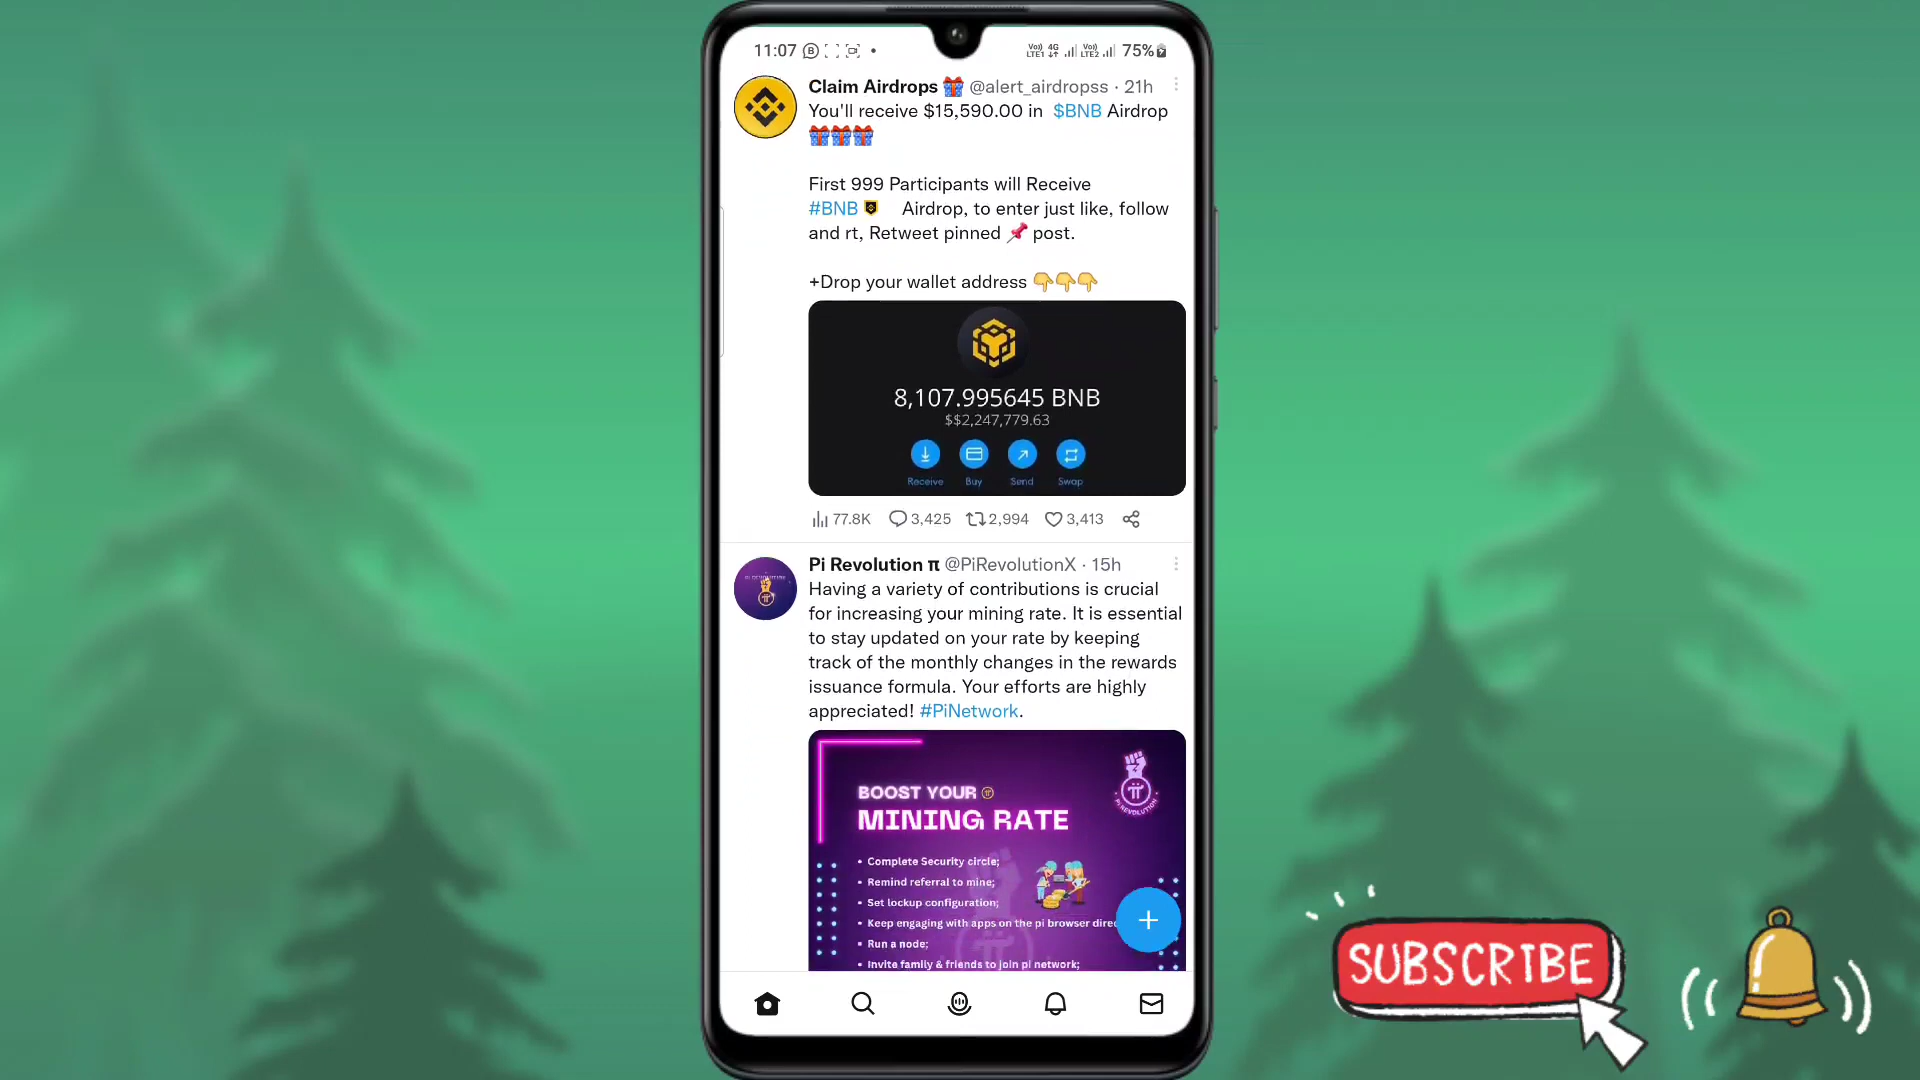 11:07
Vo) 4G
LTE1
Vo)
LTE2
75%
Claim Airdrops 🎁 @alert_airdropss · 21h
You'll receive $15,590.00 in $BNB Airdrop
🎁🎁🎁
First 999 Participants will Receive
#BNB Airdrop, to enter just like, follow
and rt, Retweet pinned 📌 post.
+Drop your wallet address 👇👇👇
8,107.995645 BNB
$$2,247,779.63
Receive Buy Send Swap
77.8K 3,425 2,994 3,413
Pi Revolution π @PiRevolutionX · 15h
Having a variety of contributions is crucial
for increasing your mining rate. It is essential
to stay updated on your rate by keeping
track of the monthly changes in the rewards
issuance formula. Your efforts are highly
appreciated! #PiNetwork.
BOOST YOUR
MINING RATE
• Complete Security circle;
• Remind referral to mine;
• Set lockup configuration;
• Keep engaging with apps on the pi browser direc
• Run a node;
• Invite family & friends to join pi network;
SUBSCRIBE